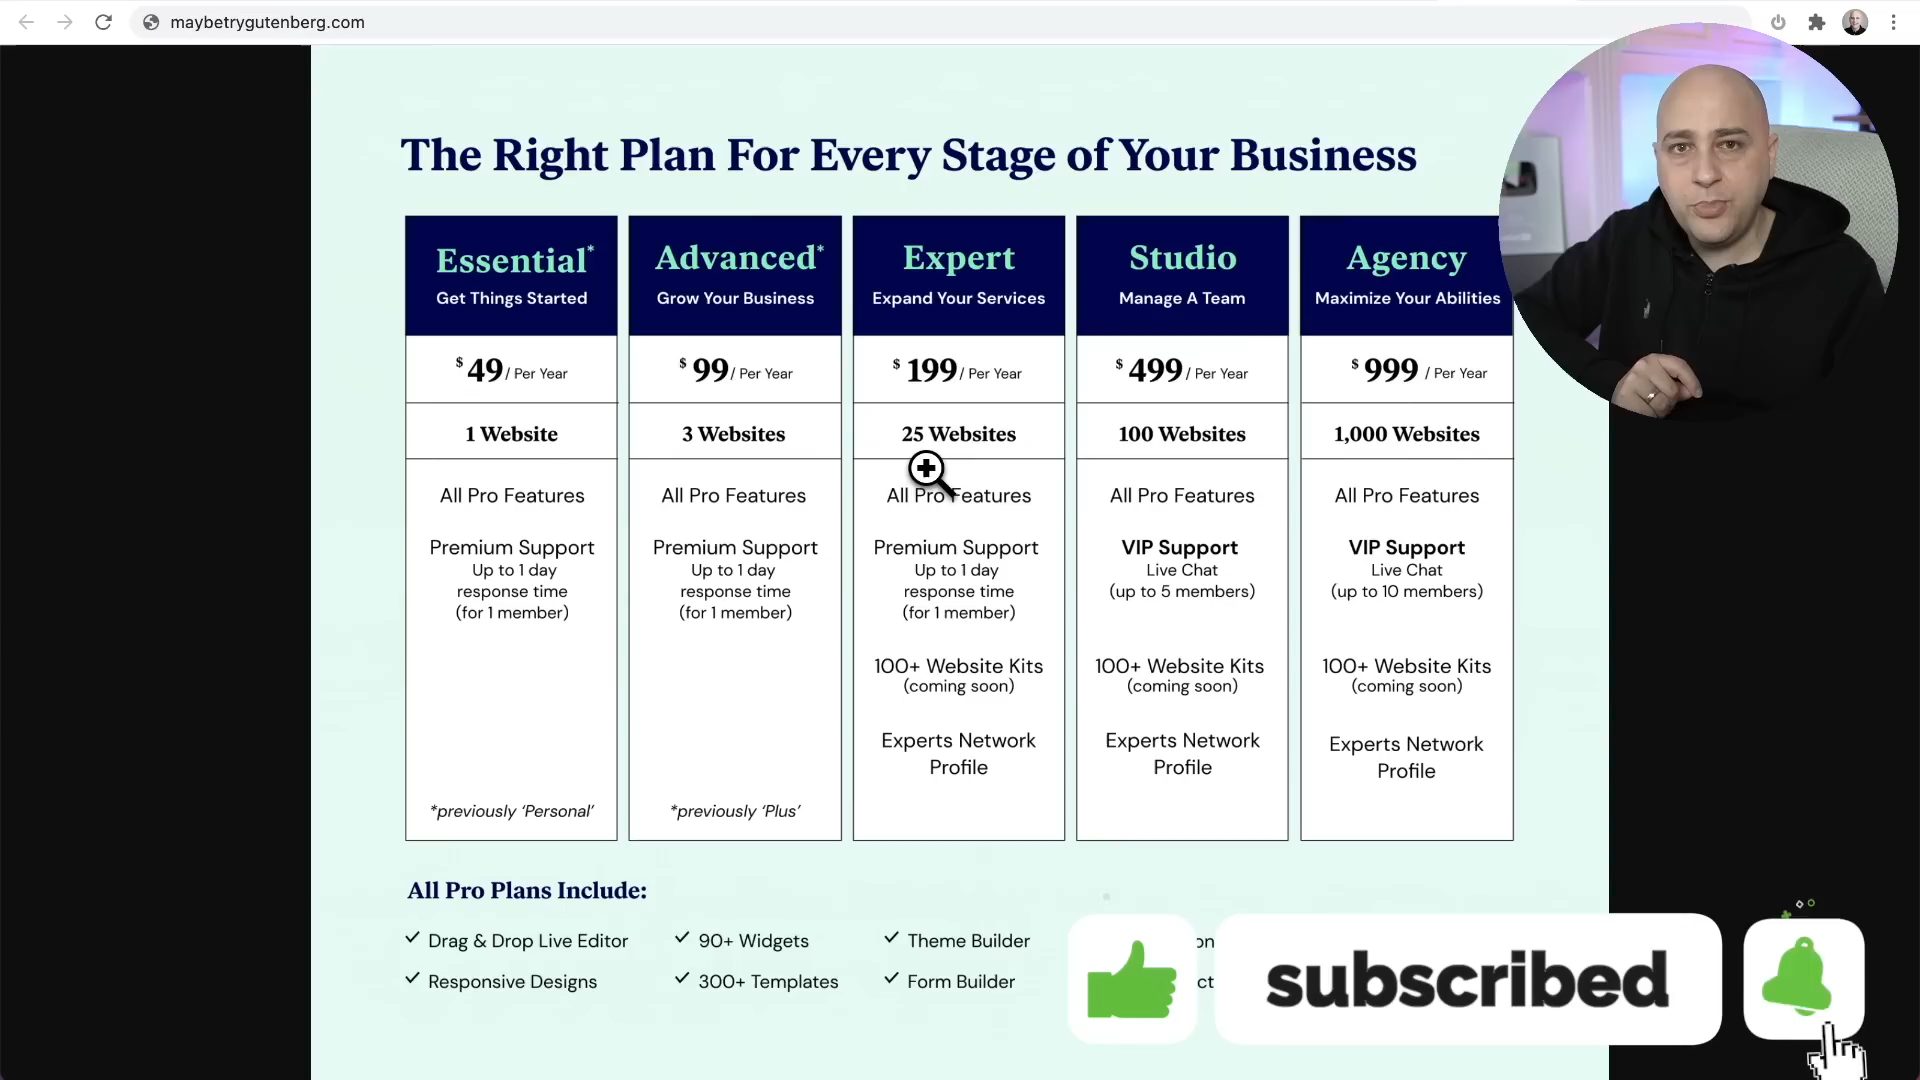 maybetrygutenberg.com
The Right Plan For Every Stage of Your Business
Essential*
Get Things Started
$ 49 / Per Year
1 Website
All Pro Features
Premium Support
Up to 1 day
response time
(for 1 member)
*previously ‘Personal’
Advanced*
Grow Your Business
$ 99 / Per Year
3 Websites
All Pro Features
Premium Support
Up to 1 day
response time
(for 1 member)
*previously ‘Plus’
Expert
Expand Your Services
$ 199 / Per Year
25 Websites
All Pro Features
Premium Support
Up to 1 day
response time
(for 1 member)
100+ Website Kits
(coming soon)
Experts Network
Profile
Studio
Manage A Team
$ 499 / Per Year
100 Websites
All Pro Features
VIP Support
Live Chat
(up to 5 members)
100+ Website Kits
(coming soon)
Experts Network
Profile
Agency
Maximize Your Abilities
$ 999 / Per Year
1,000 Websites
All Pro Features
VIP Support
Live Chat
(up to 10 members)
100+ Website Kits
(coming soon)
Experts Network
Profile
All Pro Plans Include:
Drag & Drop Live Editor
90+ Widgets
Theme Builder
Responsive Designs
300+ Templates
Form Builder
subscribed